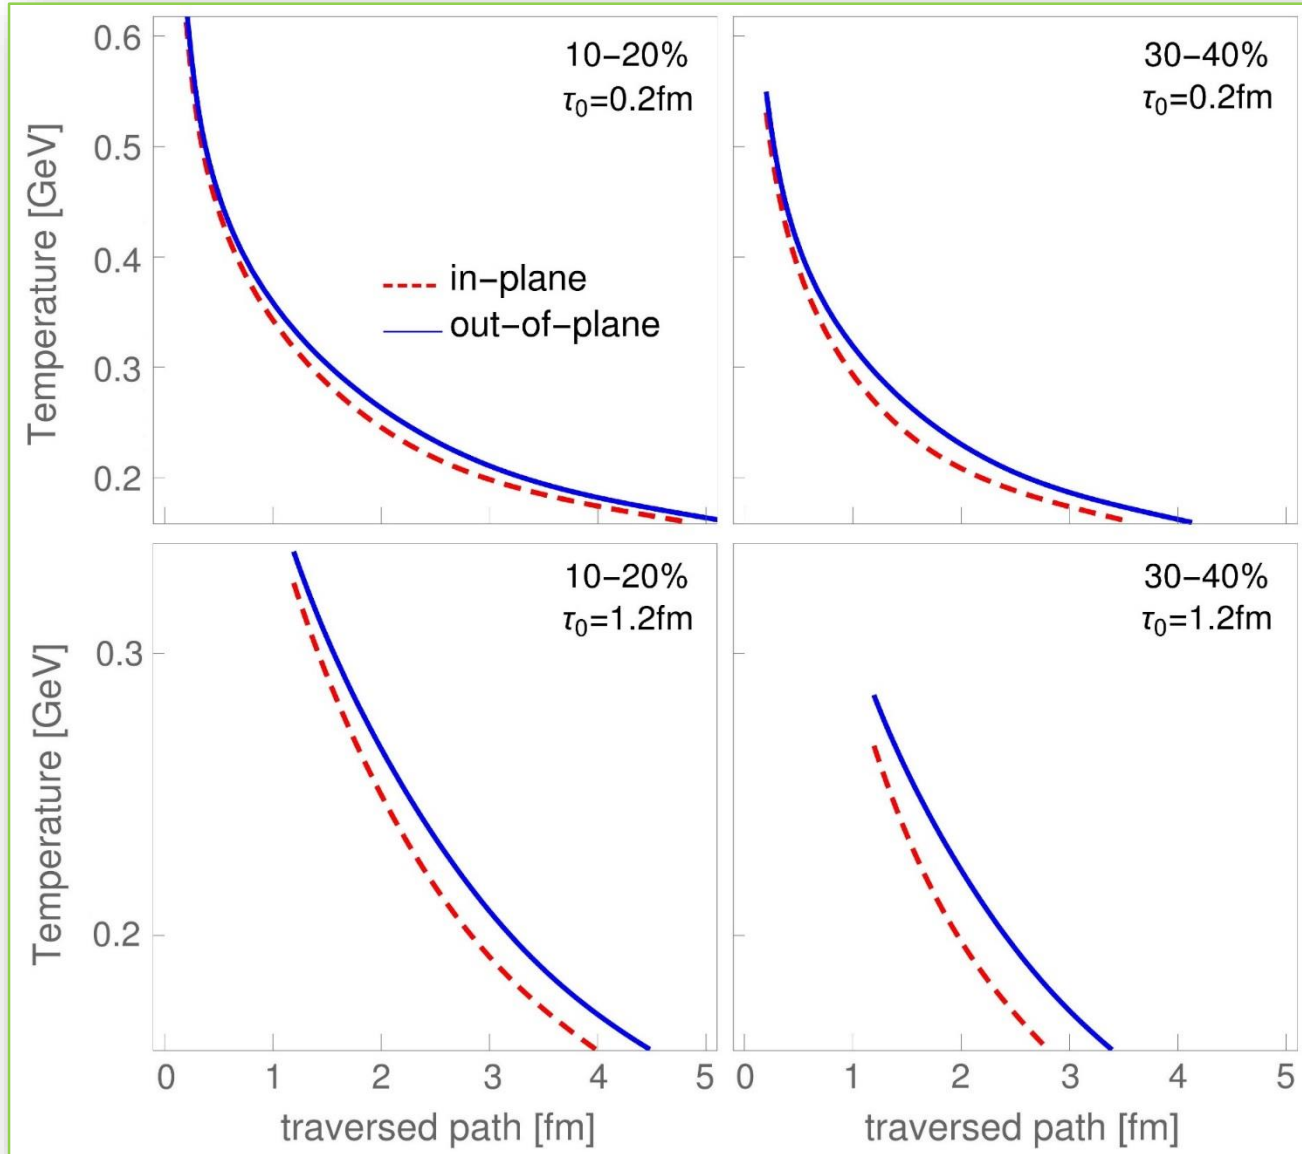 10−20%
τ0=0.2fm
30−40%
τ0=0.2fm
0.6
0.5
0.4
0.3
0.2
Temperature [GeV]
in−plane
out−of−plane
10−20%
τ0=1.2fm
30−40%
τ0=1.2fm
0.3
0.2
Temperature [GeV]
0 1 2 3 4 5
0 1 2 3 4 5
traversed path [fm]
traversed path [fm]